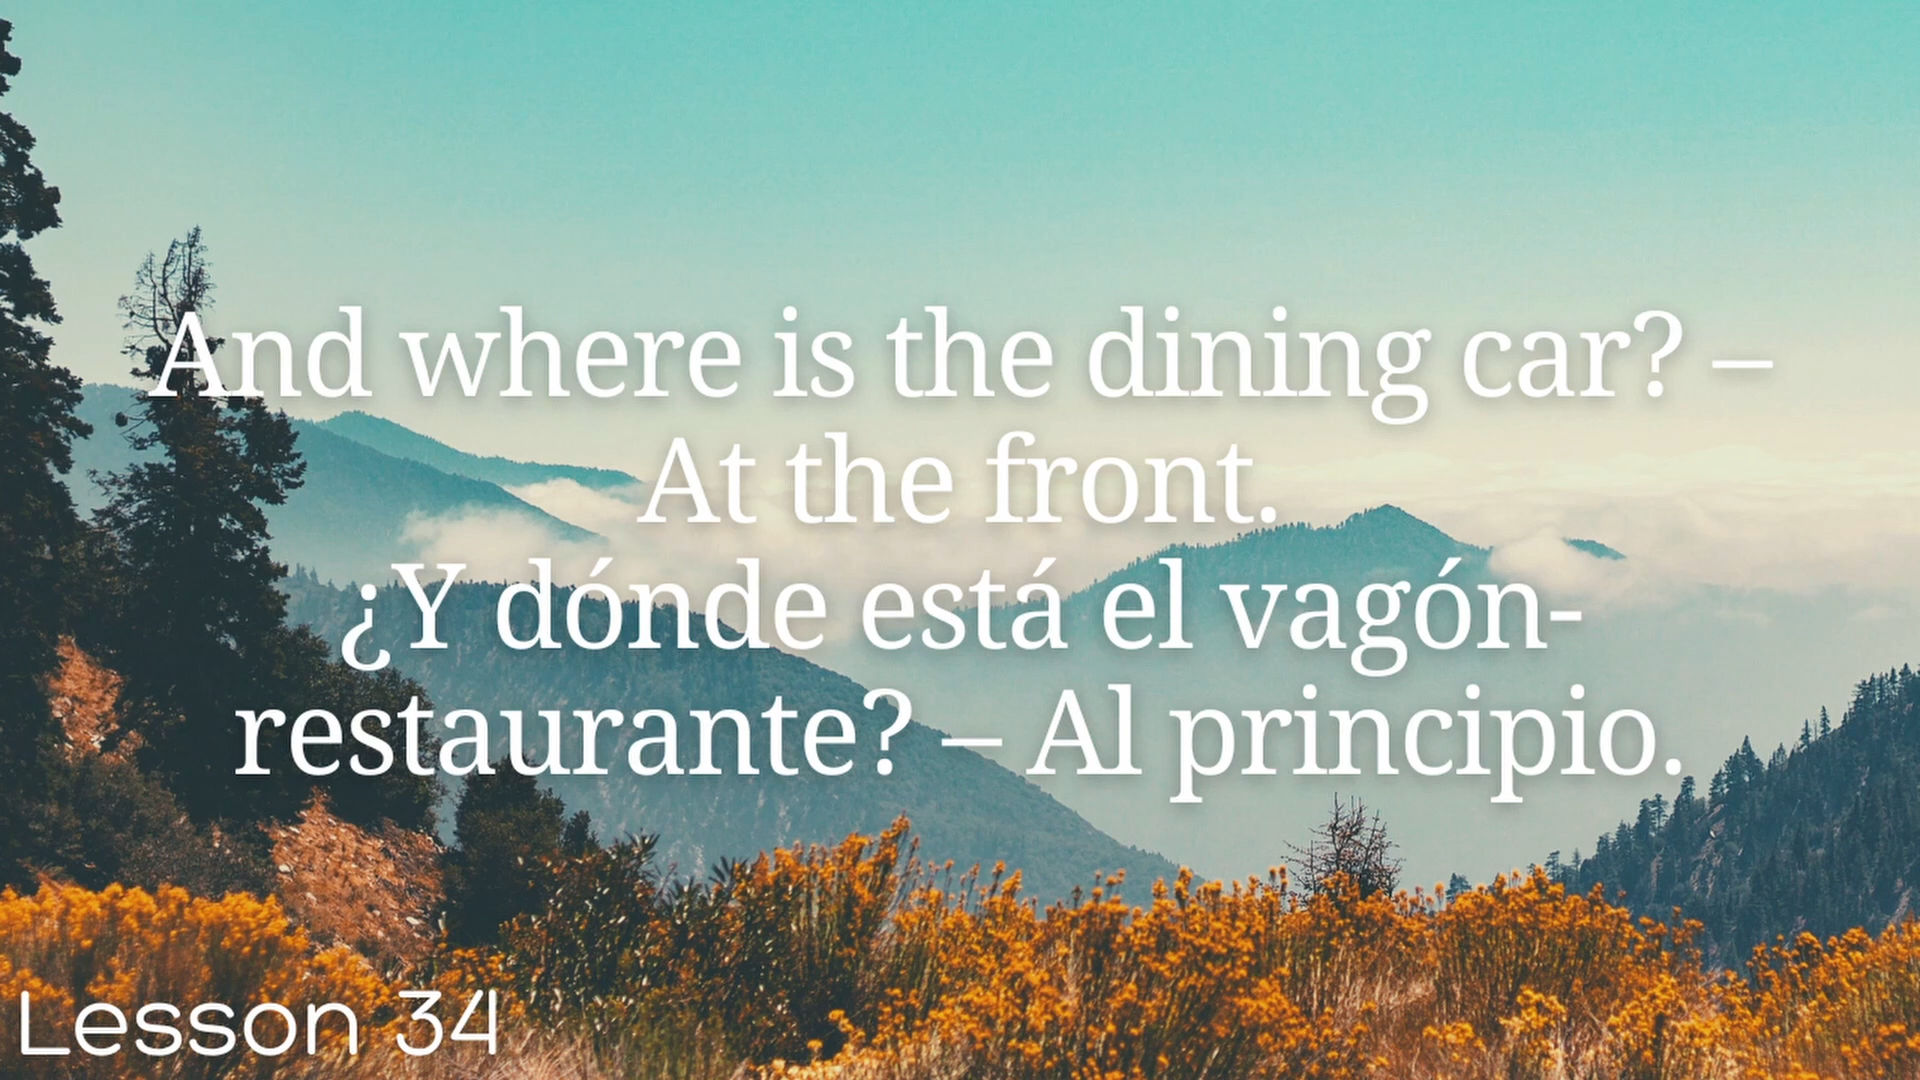 And where is the dining car? –
At the front.
¿Y dónde está el vagón-
restaurante? – Al principio.
Lesson 34